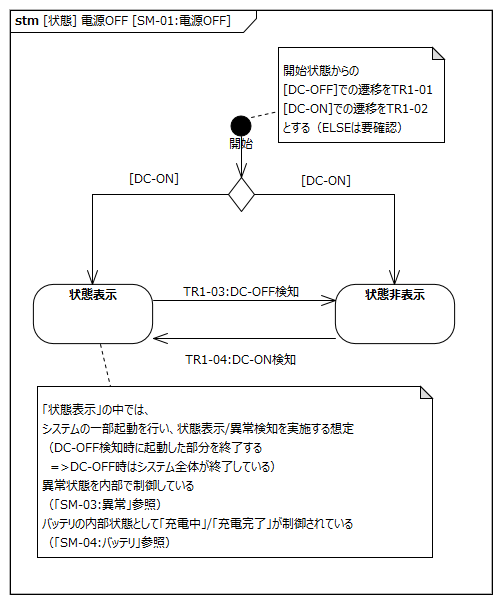 stm [状態] 電源OFF [SM-01:電源OFF]
開始状態からの
[DC-OFF]での遷移をTR1-01
[DC-ON]での遷移をTR1-02
とする（ELSEは要確認）
開始
[DC-ON]
[DC-ON]
状態表示
状態非表示
TR1-03:DC-OFF検知
TR1-04:DC-ON検知
「状態表示」の中では、
システムの一部起動を行い、状態表示/異常検知を実施する想定
（DC-OFF検知時に起動した部分を終了する
=>DC-OFF時はシステム全体が終了している）
異常状態を内部で制御している
（「SM-03:異常」参照）
バッテリの内部状態として「充電中」/「充電完了」が制御されている
（「SM-04:バッテリ」参照）